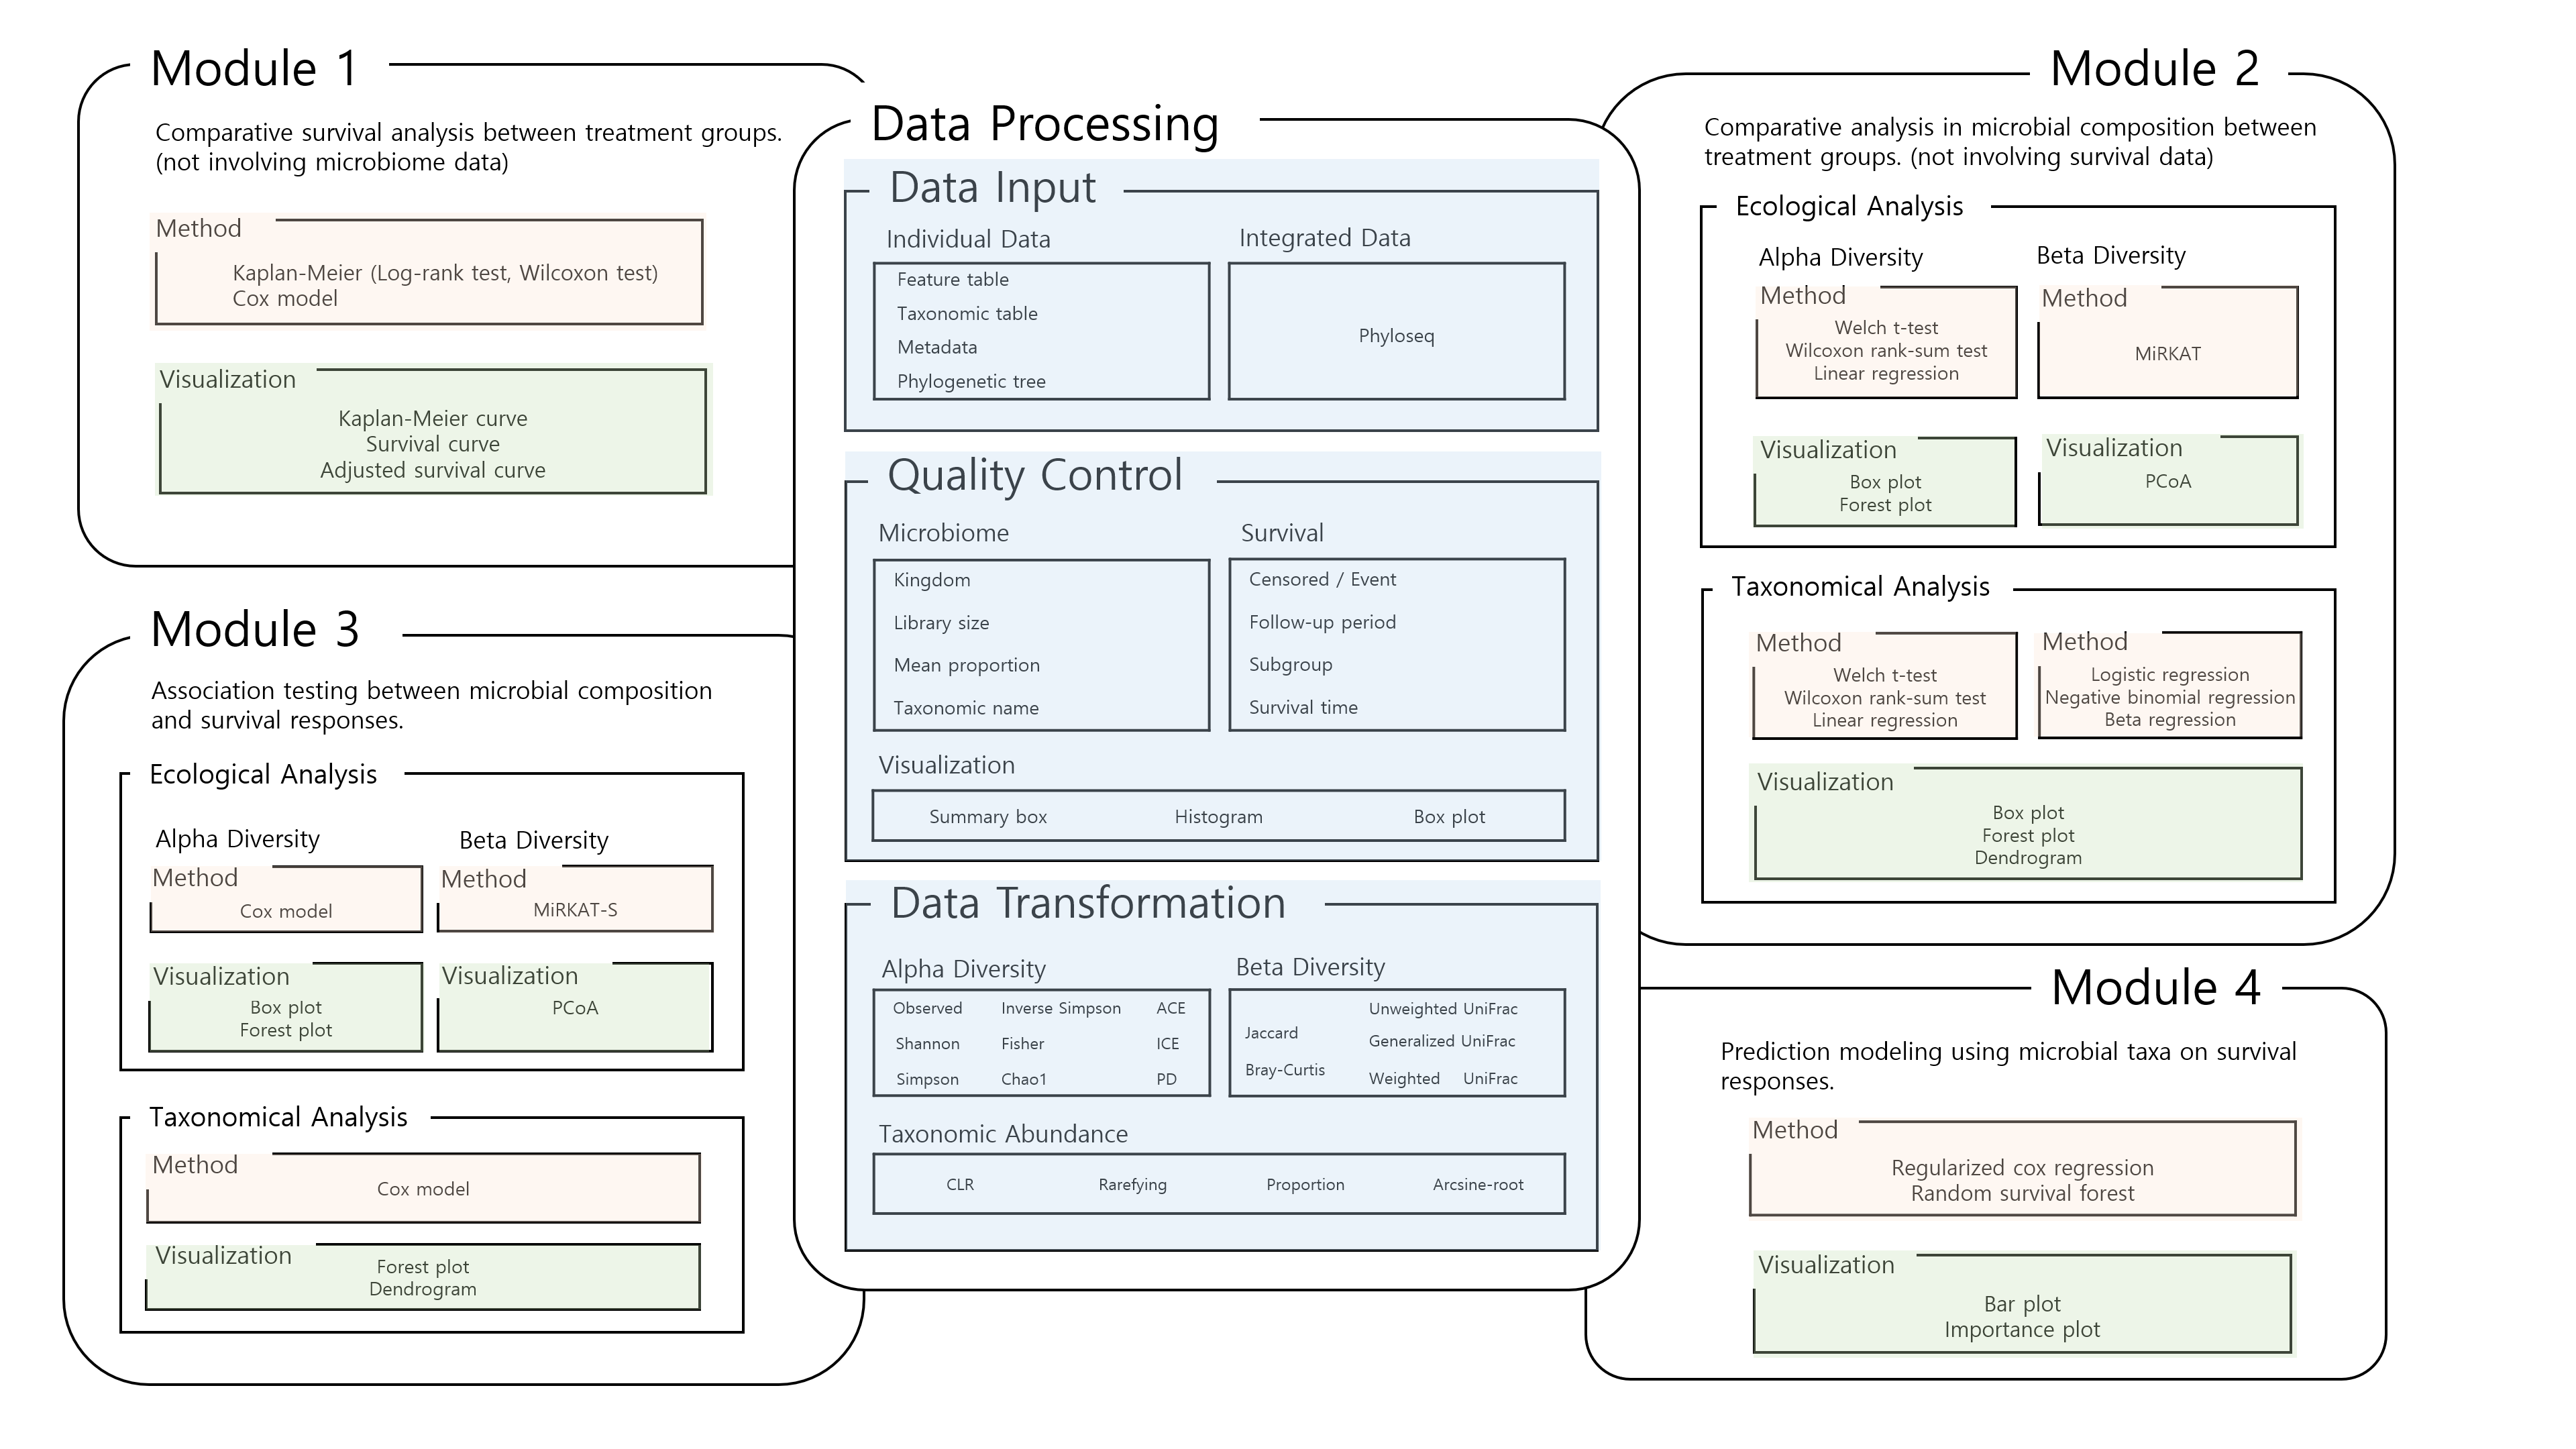 Module 1
Comparative survival analysis between treatment groups.
(not involving microbiome data)
Method
Kaplan-Meier (Log-rank test, Wilcoxon test)
Cox model
Visualization
Kaplan-Meier curve
Survival curve
Adjusted survival curve
Module 3
Association testing between microbial composition
and survival responses.
Ecological Analysis
Alpha Diversity
Method
Cox model
Visualization
Box plot
Forest plot
Beta Diversity
Method
MiRKAT-S
Visualization
PCoA
Taxonomical Analysis
Method
Cox model
Visualization
Forest plot
Dendrogram
Data Processing
Data Input
Individual Data
Feature table
Taxonomic table
Metadata
Phylogenetic tree
Integrated Data
Phyloseq
Quality Control
Microbiome
Kingdom
Library size
Mean proportion
Taxonomic name
Survival
Censored / Event
Follow-up period
Subgroup
Survival time
Visualization
Summary box Histogram Box plot
Data Transformation
Alpha Diversity
Observed Inverse Simpson ACE
Shannon Fisher ICE
Simpson Chao1 PD
Beta Diversity
Jaccard
Bray-Curtis
Unweighted UniFrac
Generalized UniFrac
Weighted UniFrac
Taxonomic Abundance
CLR Rarefying Proportion Arcsine-root
Module 2
Comparative analysis in microbial composition between
treatment groups. (not involving survival data)
Ecological Analysis
Alpha Diversity
Method
Welch t-test
Wilcoxon rank-sum test
Linear regression
Visualization
Box plot
Forest plot
Beta Diversity
Method
MiRKAT
Visualization
PCoA
Taxonomical Analysis
Method
Welch t-test
Wilcoxon rank-sum test
Linear regression
Method
Logistic regression
Negative binomial regression
Beta regression
Visualization
Box plot
Forest plot
Dendrogram
Module 4
Prediction modeling using microbial taxa on survival
responses.
Method
Regularized cox regression
Random survival forest
Visualization
Bar plot
Importance plot